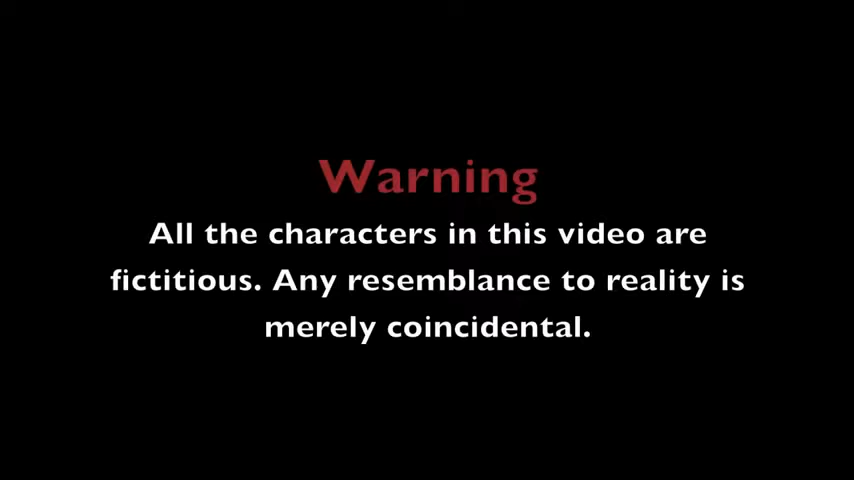 Warning
All the characters in this video are
fictitious. Any resemblance to reality is
merely coincidental.